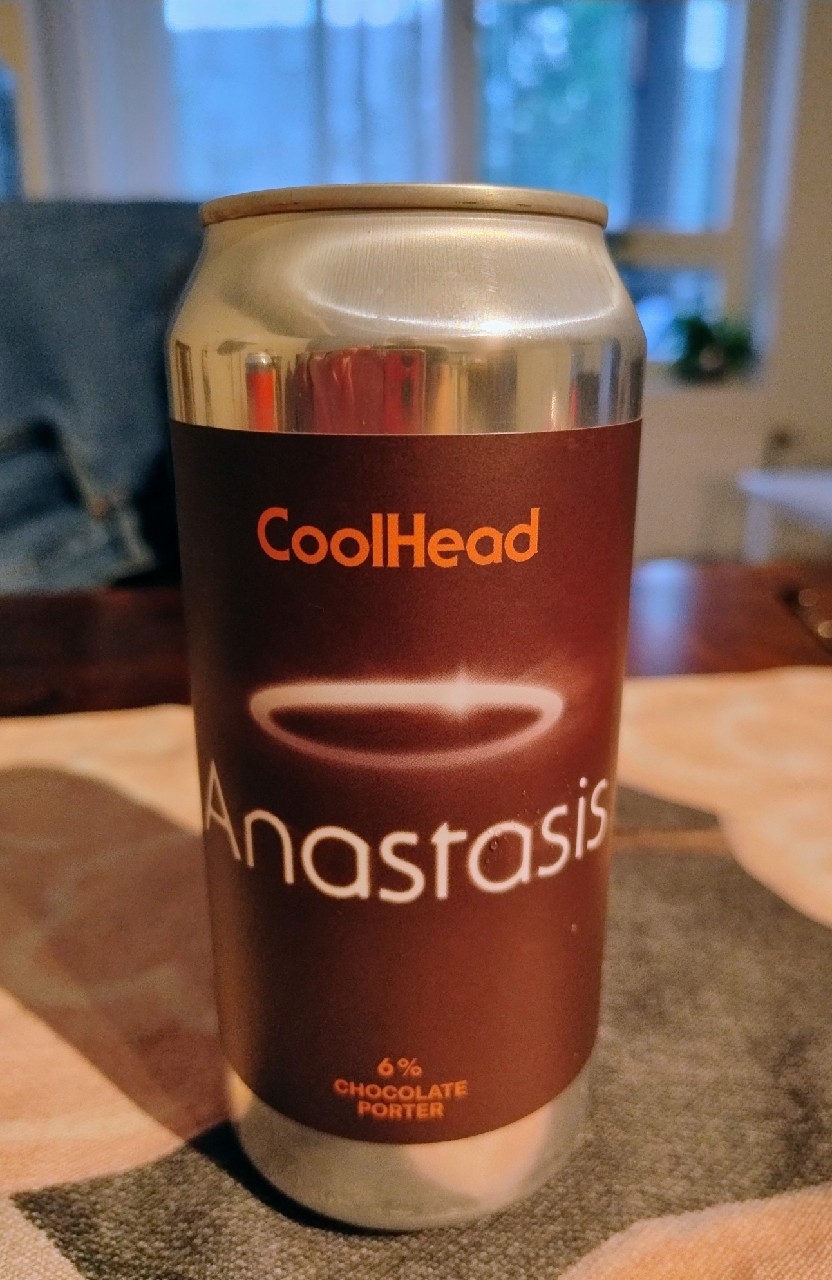 CoolHead
Anastasis
6%
CHOCOLATE
PORTER